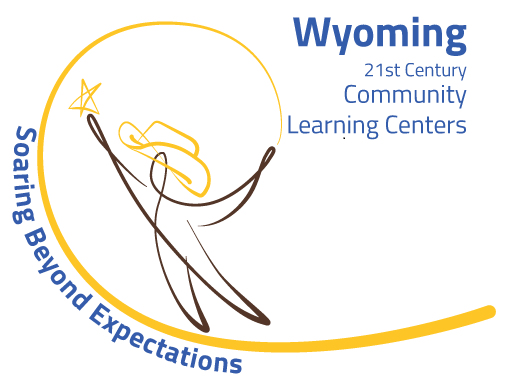 Wyoming
21st Century
Community
Learning Centers
Soaring Beyond Expectations